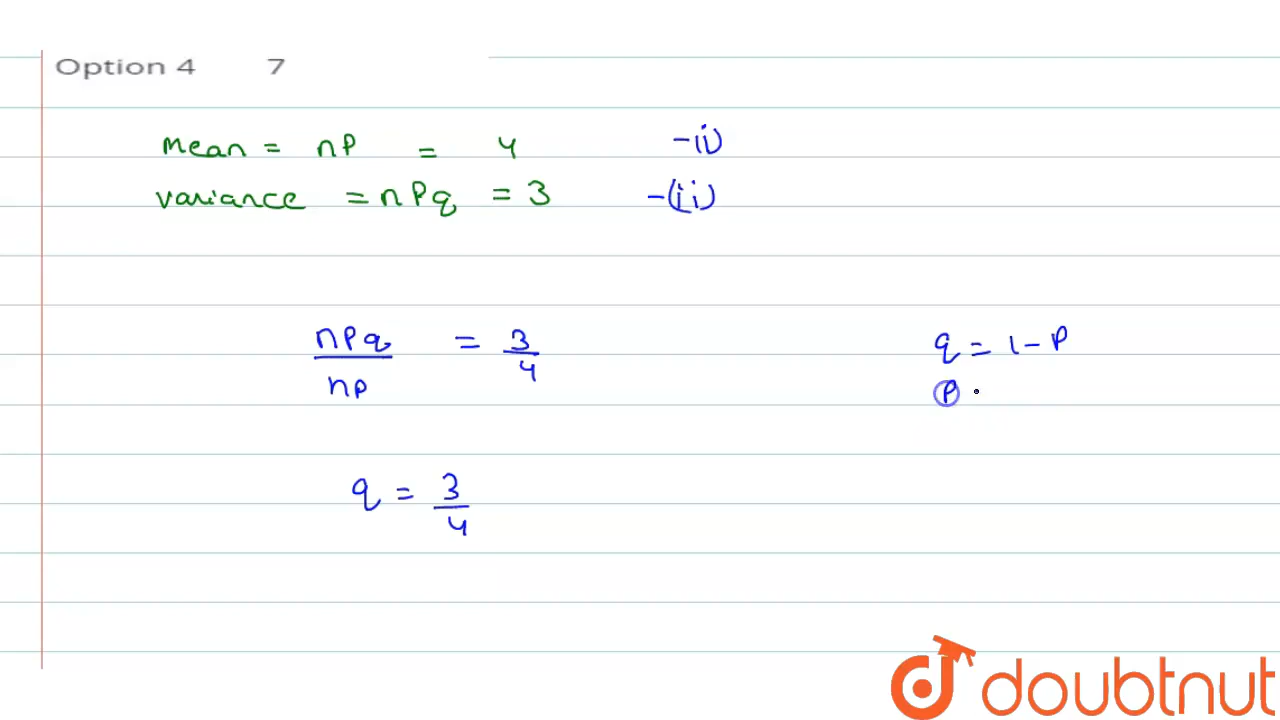 Option 4 7
Mean = np = 4 -(i)
variance = npq = 3 -(ii)
npq/np = 3/4
q = 1 - p
p
q = 3/4
doubtnut